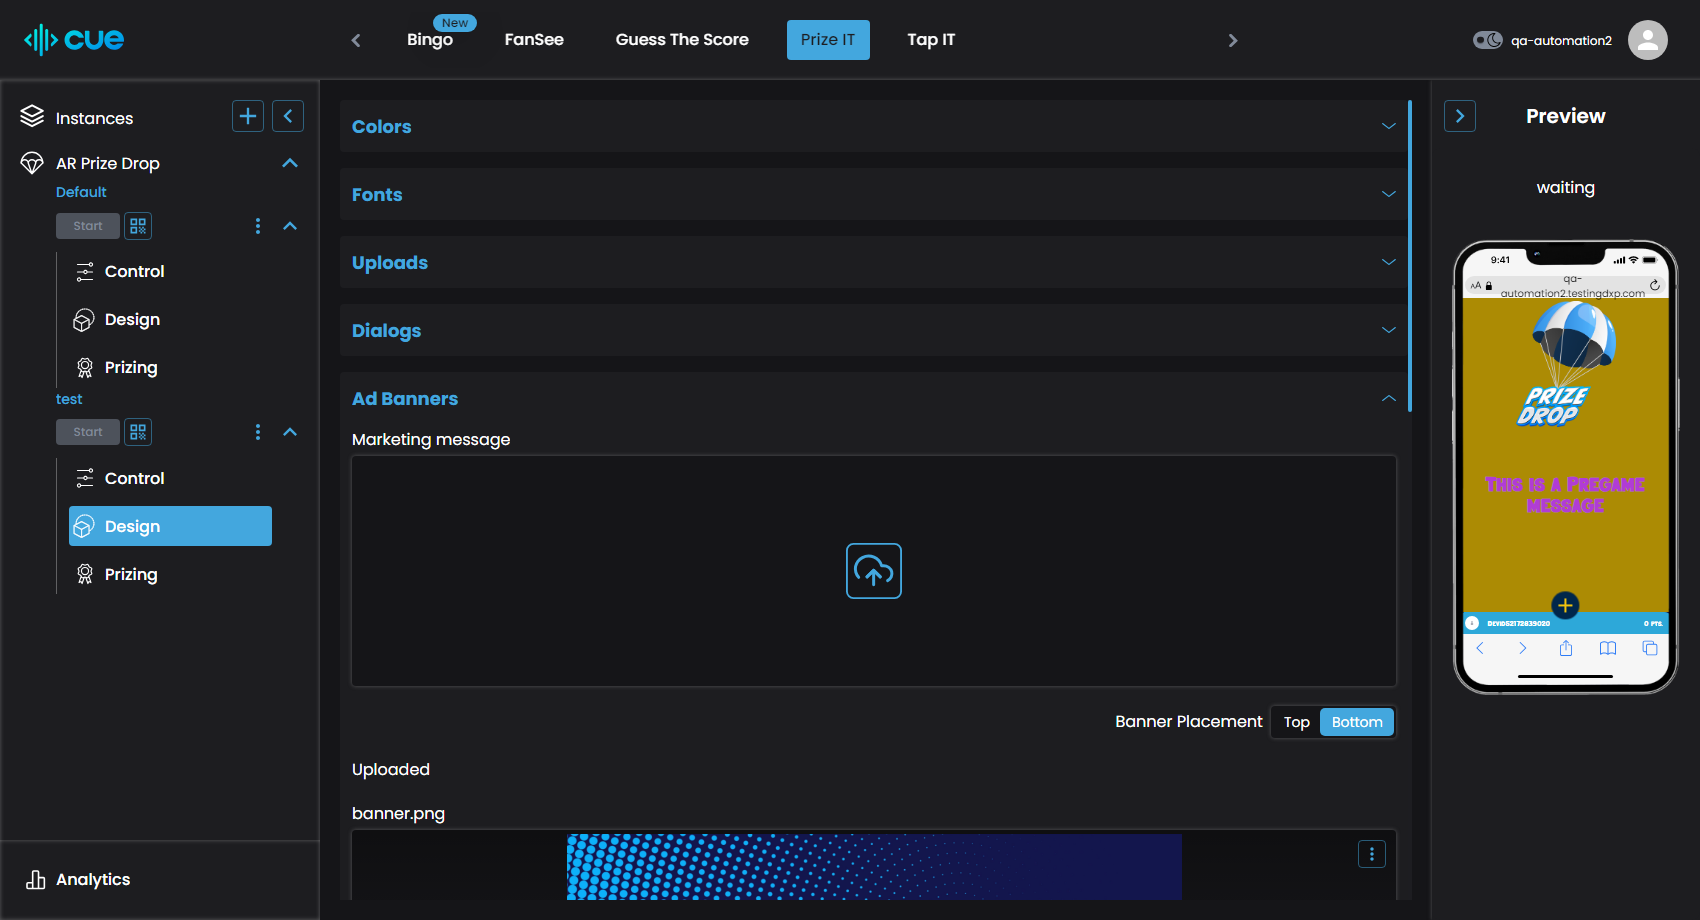 cue
New
Bingo
FanSee
Guess The Score
Prize IT
Tap IT
qa-automation2
Instances
AR Prize Drop
Default
Start
Control
Design
Prizing
test
Start
Control
Design
Prizing
Analytics
Colors
Fonts
Uploads
Dialogs
Ad Banners
Marketing message
Banner Placement
Top
Bottom
Uploaded
banner.png
Preview
waiting
9:41
AA
qa-
automation2.testingdxp.com
PRIZE
DROP
THIS IS A PREGAME
MESSAGE
0 PTS.